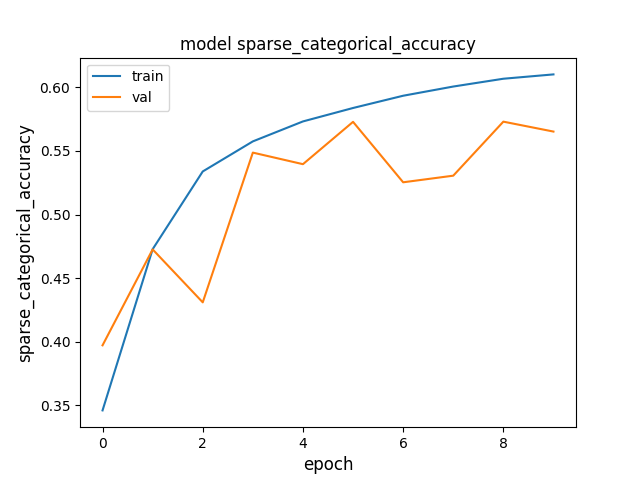 model sparse_categorical_accuracy
train
val
sparse_categorical_accuracy
0.60
0.55
0.50
0.45
0.40
0.35
0 2 4 6 8
epoch